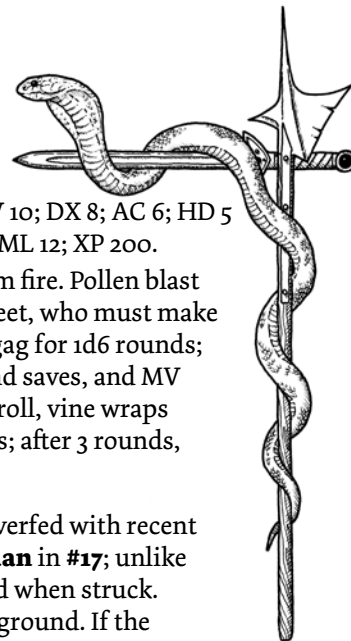 10; DX 8; AC 6; HD 5
ML 12; XP 200.
m fire. Pollen blast
eet, who must make
gag for 1d6 rounds;
nd saves, and MV
roll, vine wraps
s; after 3 rounds,
verfed with recent
an in #17; unlike
d when struck.
ground. If the